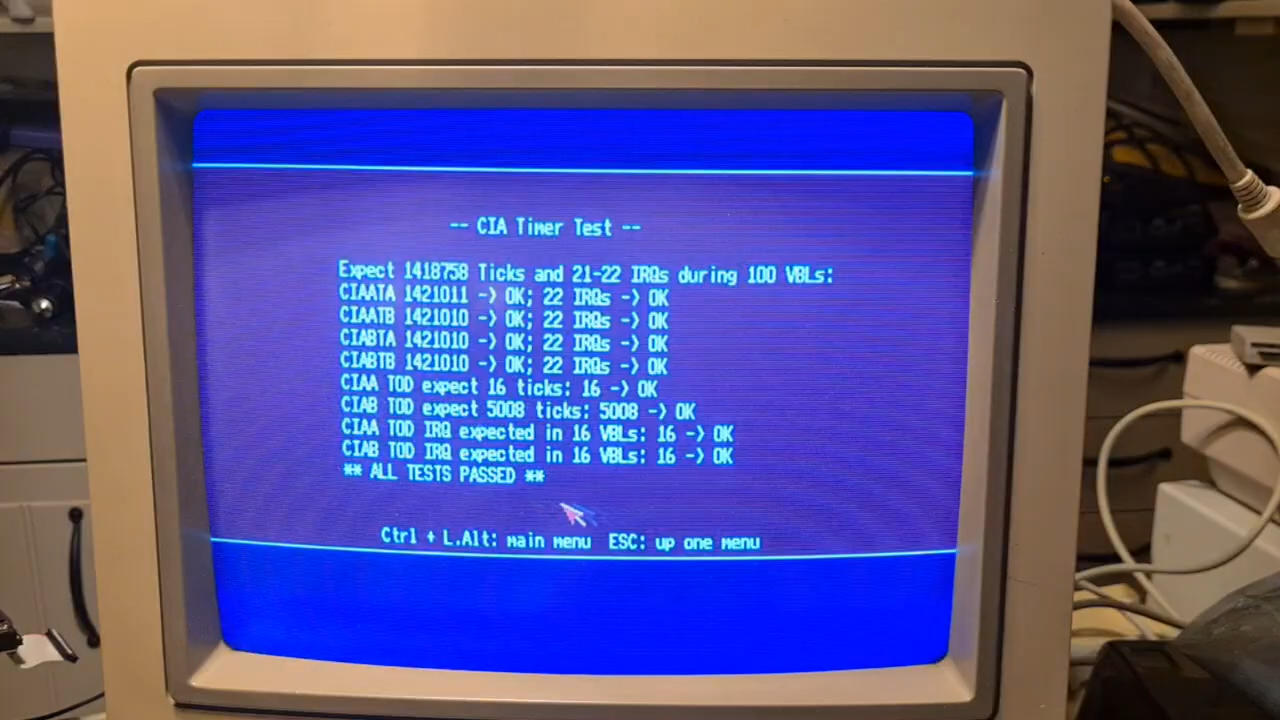 -- CIA Timer Test --
Expect 1418758 Ticks and 21-22 IRQs during 100 VBLs:
CIAATA 1421011 -> OK; 22 IRQs -> OK
CIAATB 1421010 -> OK; 22 IRQs -> OK
CIABTA 1421010 -> OK; 22 IRQs -> OK
CIABTB 1421010 -> OK; 22 IRQs -> OK
CIAA TOD expect 16 ticks: 16 -> OK
CIAB TOD expect 5008 ticks: 5008 -> OK
CIAA TOD IRQ expected in 16 VBLs: 16 -> OK
CIAB TOD IRQ expected in 16 VBLs: 16 -> OK
** ALL TESTS PASSED **
Ctrl + L.Alt: main menu  ESC: up one menu